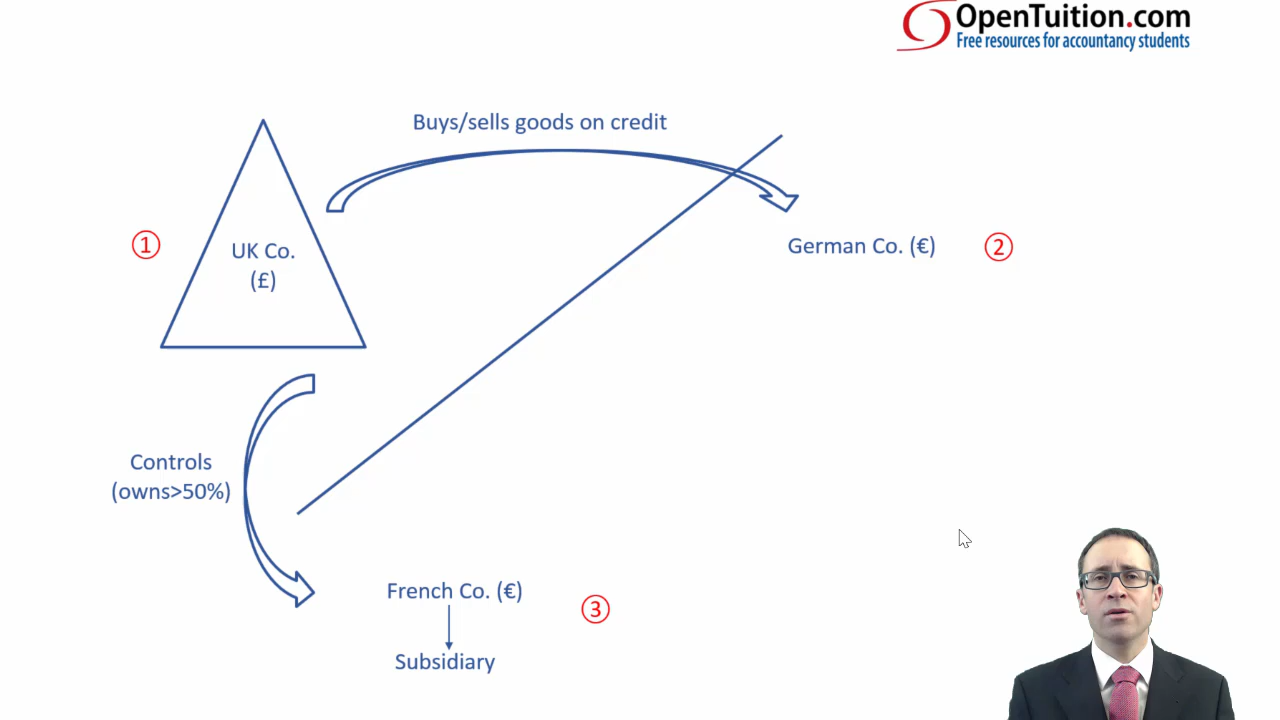 OpenTuition.com
Free resources for accountancy students
Buys/sells goods on credit
①
UK Co.
(£)
German Co. (€)
②
Controls
(owns>50%)
French Co. (€)
③
Subsidiary